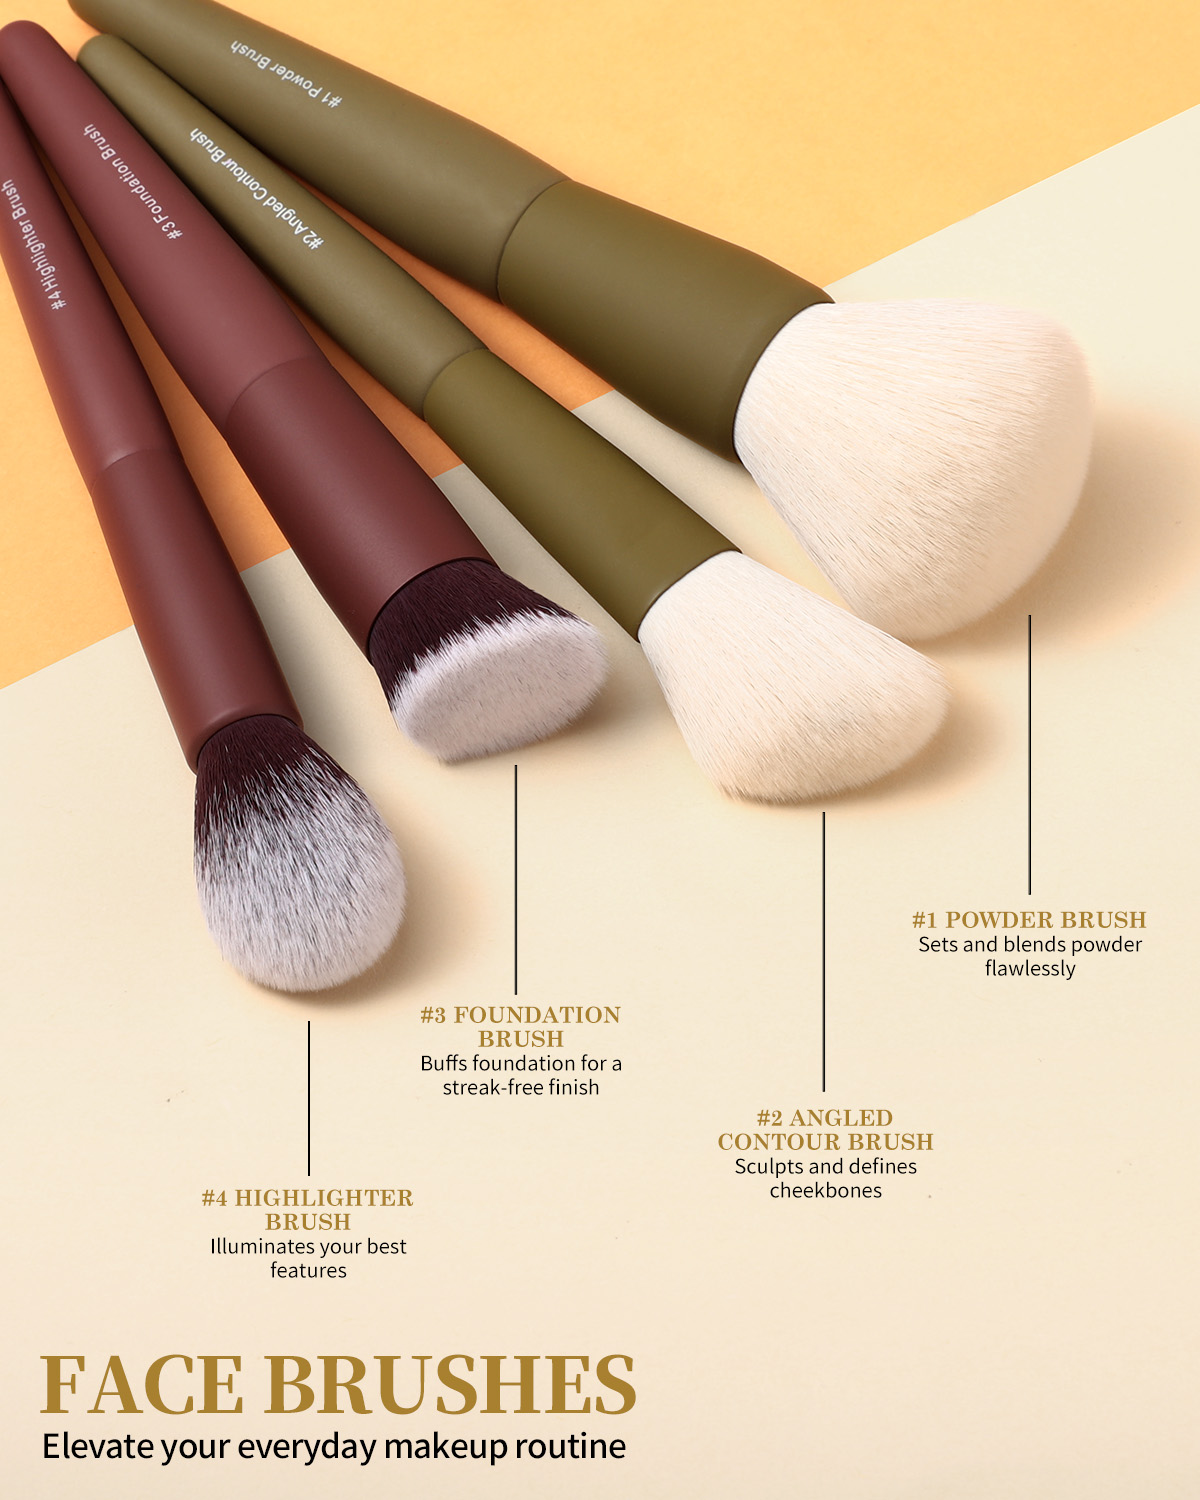 #1 Powder Brush
#2 Angled Contour Brush
#3 Foundation Brush
#4 Highlighter Brush
#1 POWDER BRUSH
Sets and blends powder
flawlessly
#3 FOUNDATION
BRUSH
Buffs foundation for a
streak-free finish
#2 ANGLED
CONTOUR BRUSH
Sculpts and defines
cheekbones
#4 HIGHLIGHTER
BRUSH
Illuminates your best
features
FACE BRUSHES
Elevate your everyday makeup routine